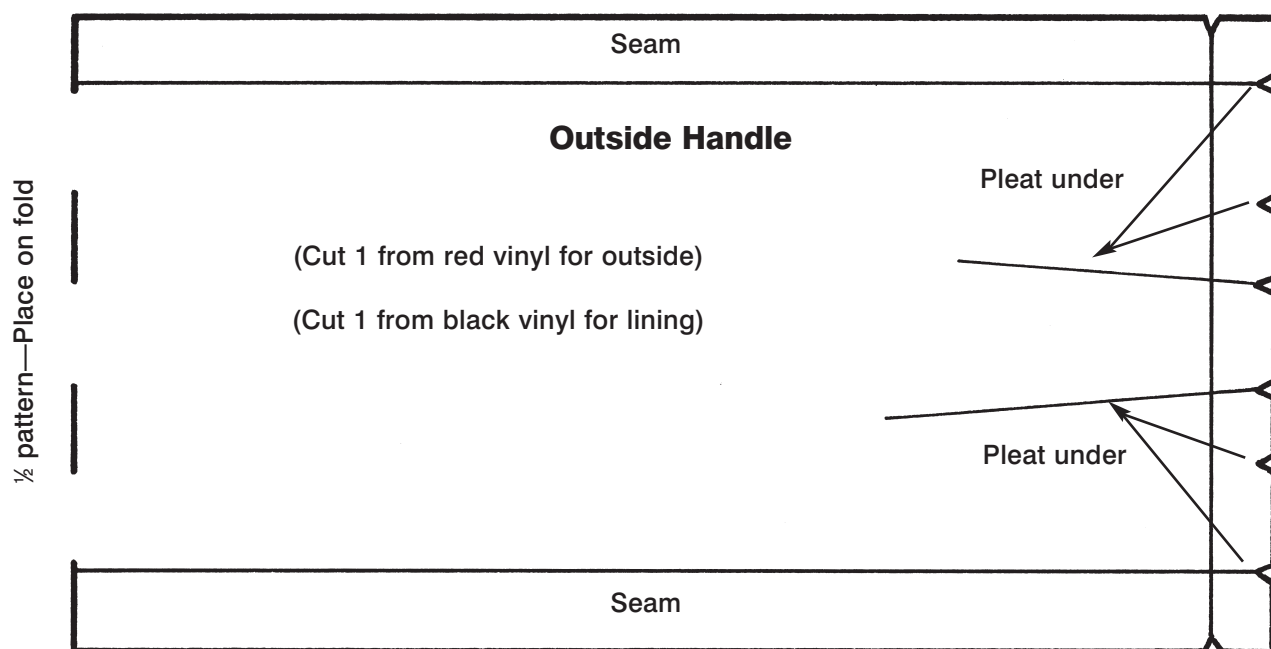 Seam
Outside Handle
Pleat under
(Cut 1 from red vinyl for outside)
(Cut 1 from black vinyl for lining)
½ pattern—Place on fold
Pleat under
Seam